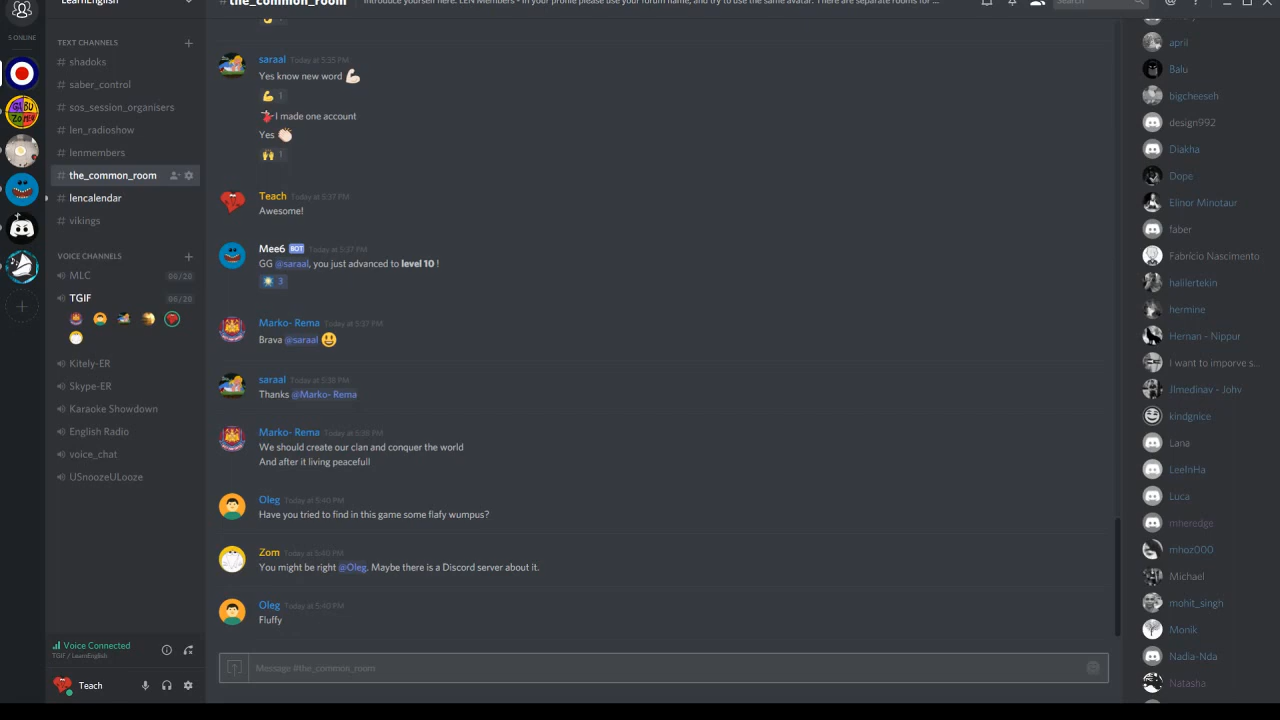 LearnEnglish
the_common_room
Introduce yourself here. LEN Members - in your profile please use your forum name, and try to use the same avatar. There are separate rooms for ...
Search
5 ONLINE
TEXT CHANNELS
# shadoks
# saber_control
# sos_session_organisers
# len_radioshow
# lenmembers
# the_common_room
# lencalendar
# vikings
VOICE CHANNELS
MLC 06/20
TGIF 06/20
Kitely-ER
Skype-ER
Karaoke Showdown
English Radio
voice_chat
USnoozeULooze
Voice Connected
TGIF / LearnEnglish
Teach
saraal Today at 5:35 PM
Yes know new word 💪
💪 1
I made one account
Yes 👏
🙌 1
Teach Today at 5:37 PM
Awesome!
Mee6 BOT Today at 5:37 PM
GG @saraal, you just advanced to level 10 !
3
Marko- Rema Today at 5:37 PM
Brava @saraal 😃
saraal Today at 5:38 PM
Thanks @Marko- Rema
Marko- Rema Today at 5:38 PM
We should create our clan and conquer the world
And after it living peacefull
Oleg Today at 5:40 PM
Have you tried to find in this game some flafy wumpus?
Zom Today at 5:40 PM
You might be right @Oleg. Maybe there is a Discord server about it.
Oleg Today at 5:40 PM
Fluffy
Message #the_common_room
april
Balu
bigcheeseh
design992
Diakha
Dope
Elinor Minotaur
faber
Fabrício Nascimento
halilertekin
hermine
Hernan - Nippur
I want to imporve s...
Jlmedinav - Johv
kindgnice
Lana
LeeInHa
Luca
mheredge
mhoz000
Michael
mohit_singh
Monik
Nadia-Nda
Natasha